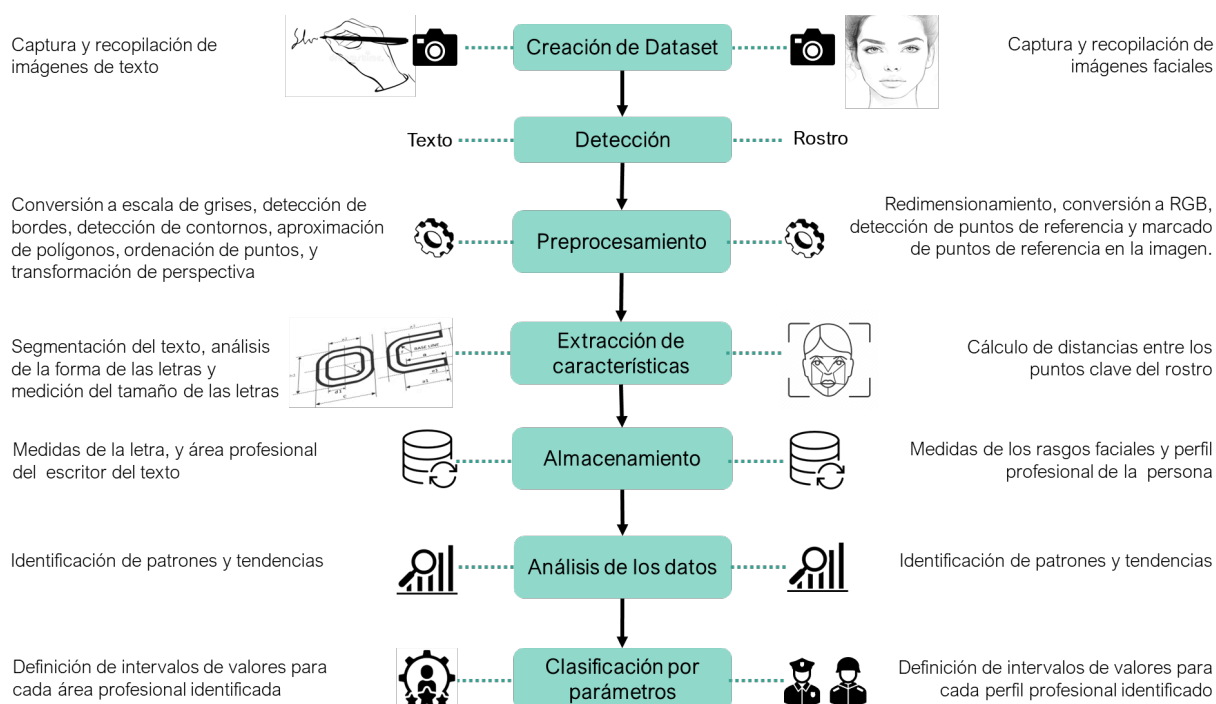 Captura y recopilación de
imágenes de texto
Creación de Dataset
Captura y recopilación de
imágenes faciales
Texto
Detección
Rostro
Conversión a escala de grises, detección de
bordes, detección de contornos, aproximación
de polígonos, ordenación de puntos, y
transformación de perspectiva
Preprocesamiento
Redimensionamiento, conversión a RGB,
detección de puntos de referencia y marcado
de puntos de referencia en la imagen.
Segmentación del texto, análisis
de la forma de las letras y
medición del tamaño de las letras
BASE LINE
Extracción de
características
Cálculo de distancias entre los
puntos clave del rostro
Medidas de la letra, y área profesional
del escritor del texto
Almacenamiento
Medidas de los rasgos faciales y perfil
profesional de la persona
Identificación de patrones y tendencias
Análisis de los datos
Identificación de patrones y tendencias
Definición de intervalos de valores para
cada área profesional identificada
Clasificación por
parámetros
Definición de intervalos de valores para
cada perfil profesional identificado